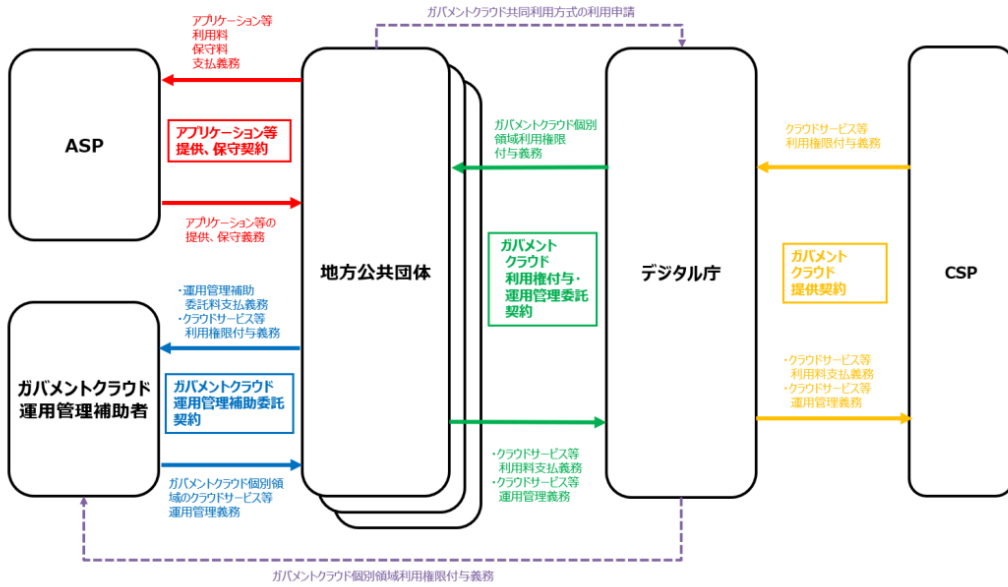 ガバメントクラウド共同利用方式の利用申請
アプリケーション等
利用料
保守料
支払義務
ASP
アプリケーション等
提供、保守契約
アプリケーション等の
提供、保守義務
地方公共団体
ガバメントクラウド個別
領域利用権限
付与義務
ガバメント
クラウド
利用権付与・
運用管理委託
契約
・クラウドサービス等
利用料支払義務
・クラウドサービス等
運用管理義務
デジタル庁
クラウドサービス等
利用権限付与義務
ガバメント
クラウド
提供契約
・クラウドサービス等
利用料支払義務
・クラウドサービス等
運用管理義務
CSP
ガバメントクラウド
運用管理補助者
・運用管理補助
委託料支払義務
・クラウドサービス等
利用権限付与義務
ガバメントクラウド
運用管理補助委託
契約
ガバメントクラウド個別領
域のクラウドサービス等
運用管理義務
ガバメントクラウド個別領域利用権限付与義務